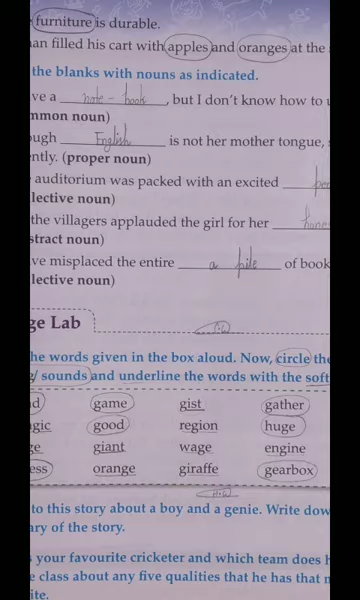 furniture is durable.
an filled his cart with apples and oranges at the
the blanks with nouns as indicated.
ve a note-book, but I don't know how to u
mmon noun)
ugh English is not her mother tongue,
ntly. (proper noun)
auditorium was packed with an excited
lective noun)
the villagers applauded the girl for her hones
stract noun)
ve misplaced the entire a pile of book
lective noun)
ge Lab
C.W
he words given in the box aloud. Now, circle the
g/ sounds and underline the words with the soft
d game gist gather
gic good region huge
ge giant wage engine
ess orange giraffe gearbox
H.W
to this story about a boy and a genie. Write dow
ary of the story.
s your favourite cricketer and which team does h
e class about any five qualities that he has that m
ite.